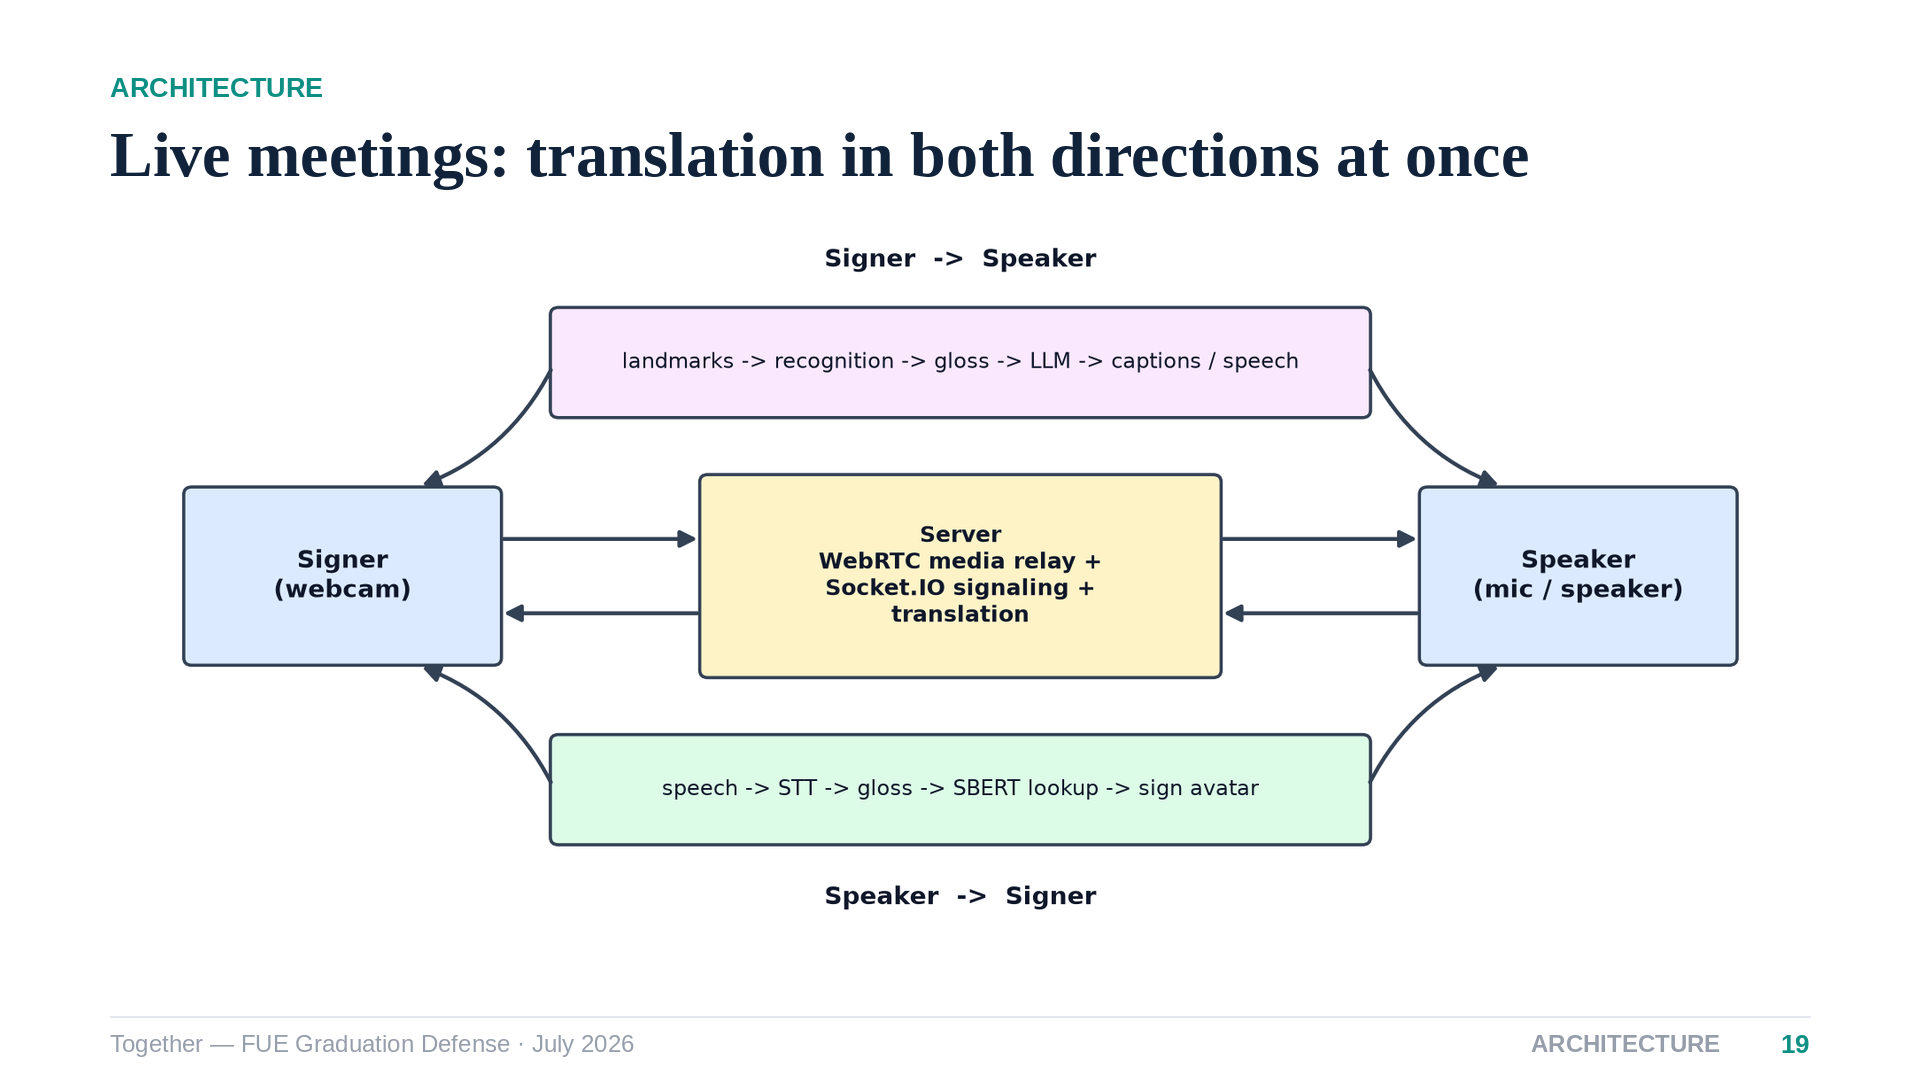 ARCHITECTURE
Live meetings: translation in both directions at once
Signer -> Speaker
landmarks -> recognition -> gloss -> LLM -> captions / speech
Signer
(webcam)
Server
WebRTC media relay +
Socket.IO signaling +
translation
Speaker
(mic / speaker)
speech -> STT -> gloss -> SBERT lookup -> sign avatar
Speaker -> Signer
Together — FUE Graduation Defense · July 2026
ARCHITECTURE
19